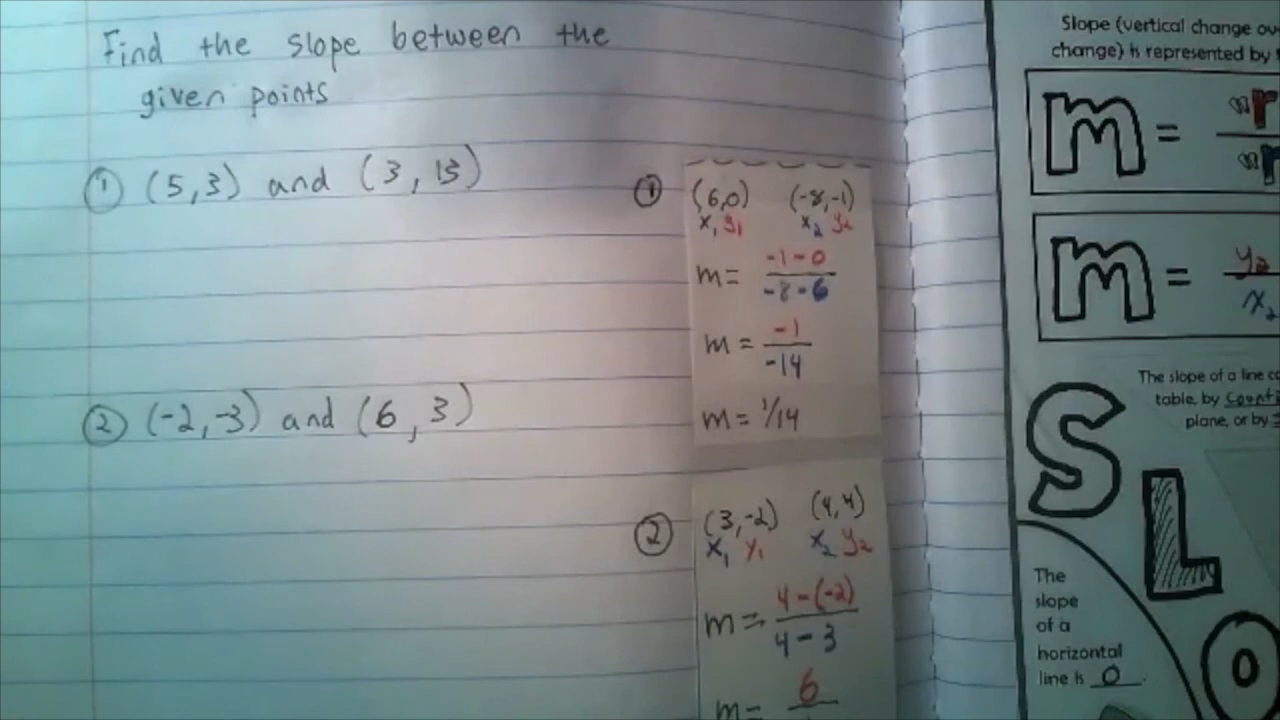 Find the slope between the
given points
① (5,3) and (3,13)
② (-2,-3) and (6,3)
① (6,0) (-8,-1)
x₁ y₁ x₂ y₂
m= -1-0
-8-6
m= -1
-14
m= 1/14
② (3,-2) (4,4)
x₁ y₁ x₂ y₂
m= 4-(-2)
4-3
m= 6
Slope (vertical change
change) is represented by
m = r
m = y₂
x₂
The slope of a line
table, by
plane, or by
S
L
O
The
slope
of a
horizontal
line is 0.